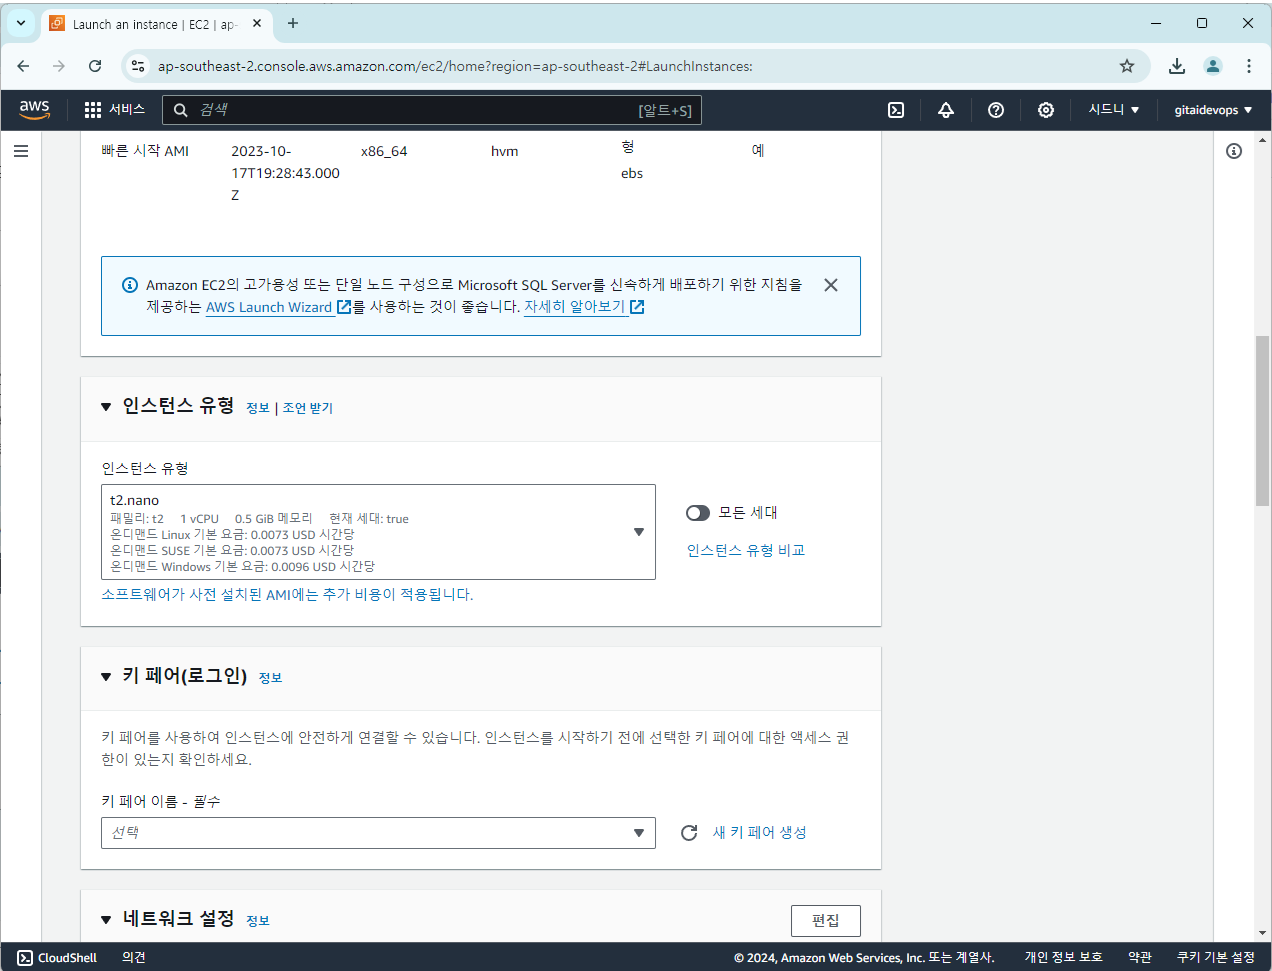 Launch an instance | EC2 | ap-
ap-southeast-2.console.aws.amazon.com/ec2/home?region=ap-southeast-2#LaunchInstances:
aws 서비스 검색 [알트+S] 시드니 gitaidevops
빠른 시작 AMI 2023-10-17T19:28:43.000Z x86_64 hvm 형 ebs 예
Amazon EC2의 고가용성 또는 단일 노드 구성으로 Microsoft SQL Server를 신속하게 배포하기 위한 지침을
제공하는 AWS Launch Wizard 를 사용하는 것이 좋습니다. 자세히 알아보기
인스턴스 유형 정보 | 조언 받기
인스턴스 유형
t2.nano
패밀리: t2 1 vCPU 0.5 GiB 메모리 현재 세대: true
온디맨드 Linux 기본 요금: 0.0073 USD 시간당
온디맨드 SUSE 기본 요금: 0.0073 USD 시간당
온디맨드 Windows 기본 요금: 0.0096 USD 시간당
모든 세대
인스턴스 유형 비교
소프트웨어가 사전 설치된 AMI에는 추가 비용이 적용됩니다.
키 페어(로그인) 정보
키 페어를 사용하여 인스턴스에 안전하게 연결할 수 있습니다. 인스턴스를 시작하기 전에 선택한 키 페어에 대한 액세스 권
한이 있는지 확인하세요.
키 페어 이름 - 필수
선택 새 키 페어 생성
네트워크 설정 정보 편집
CloudShell 의견 © 2024, Amazon Web Services, Inc. 또는 계열사. 개인 정보 보호 약관 쿠키 기본 설정